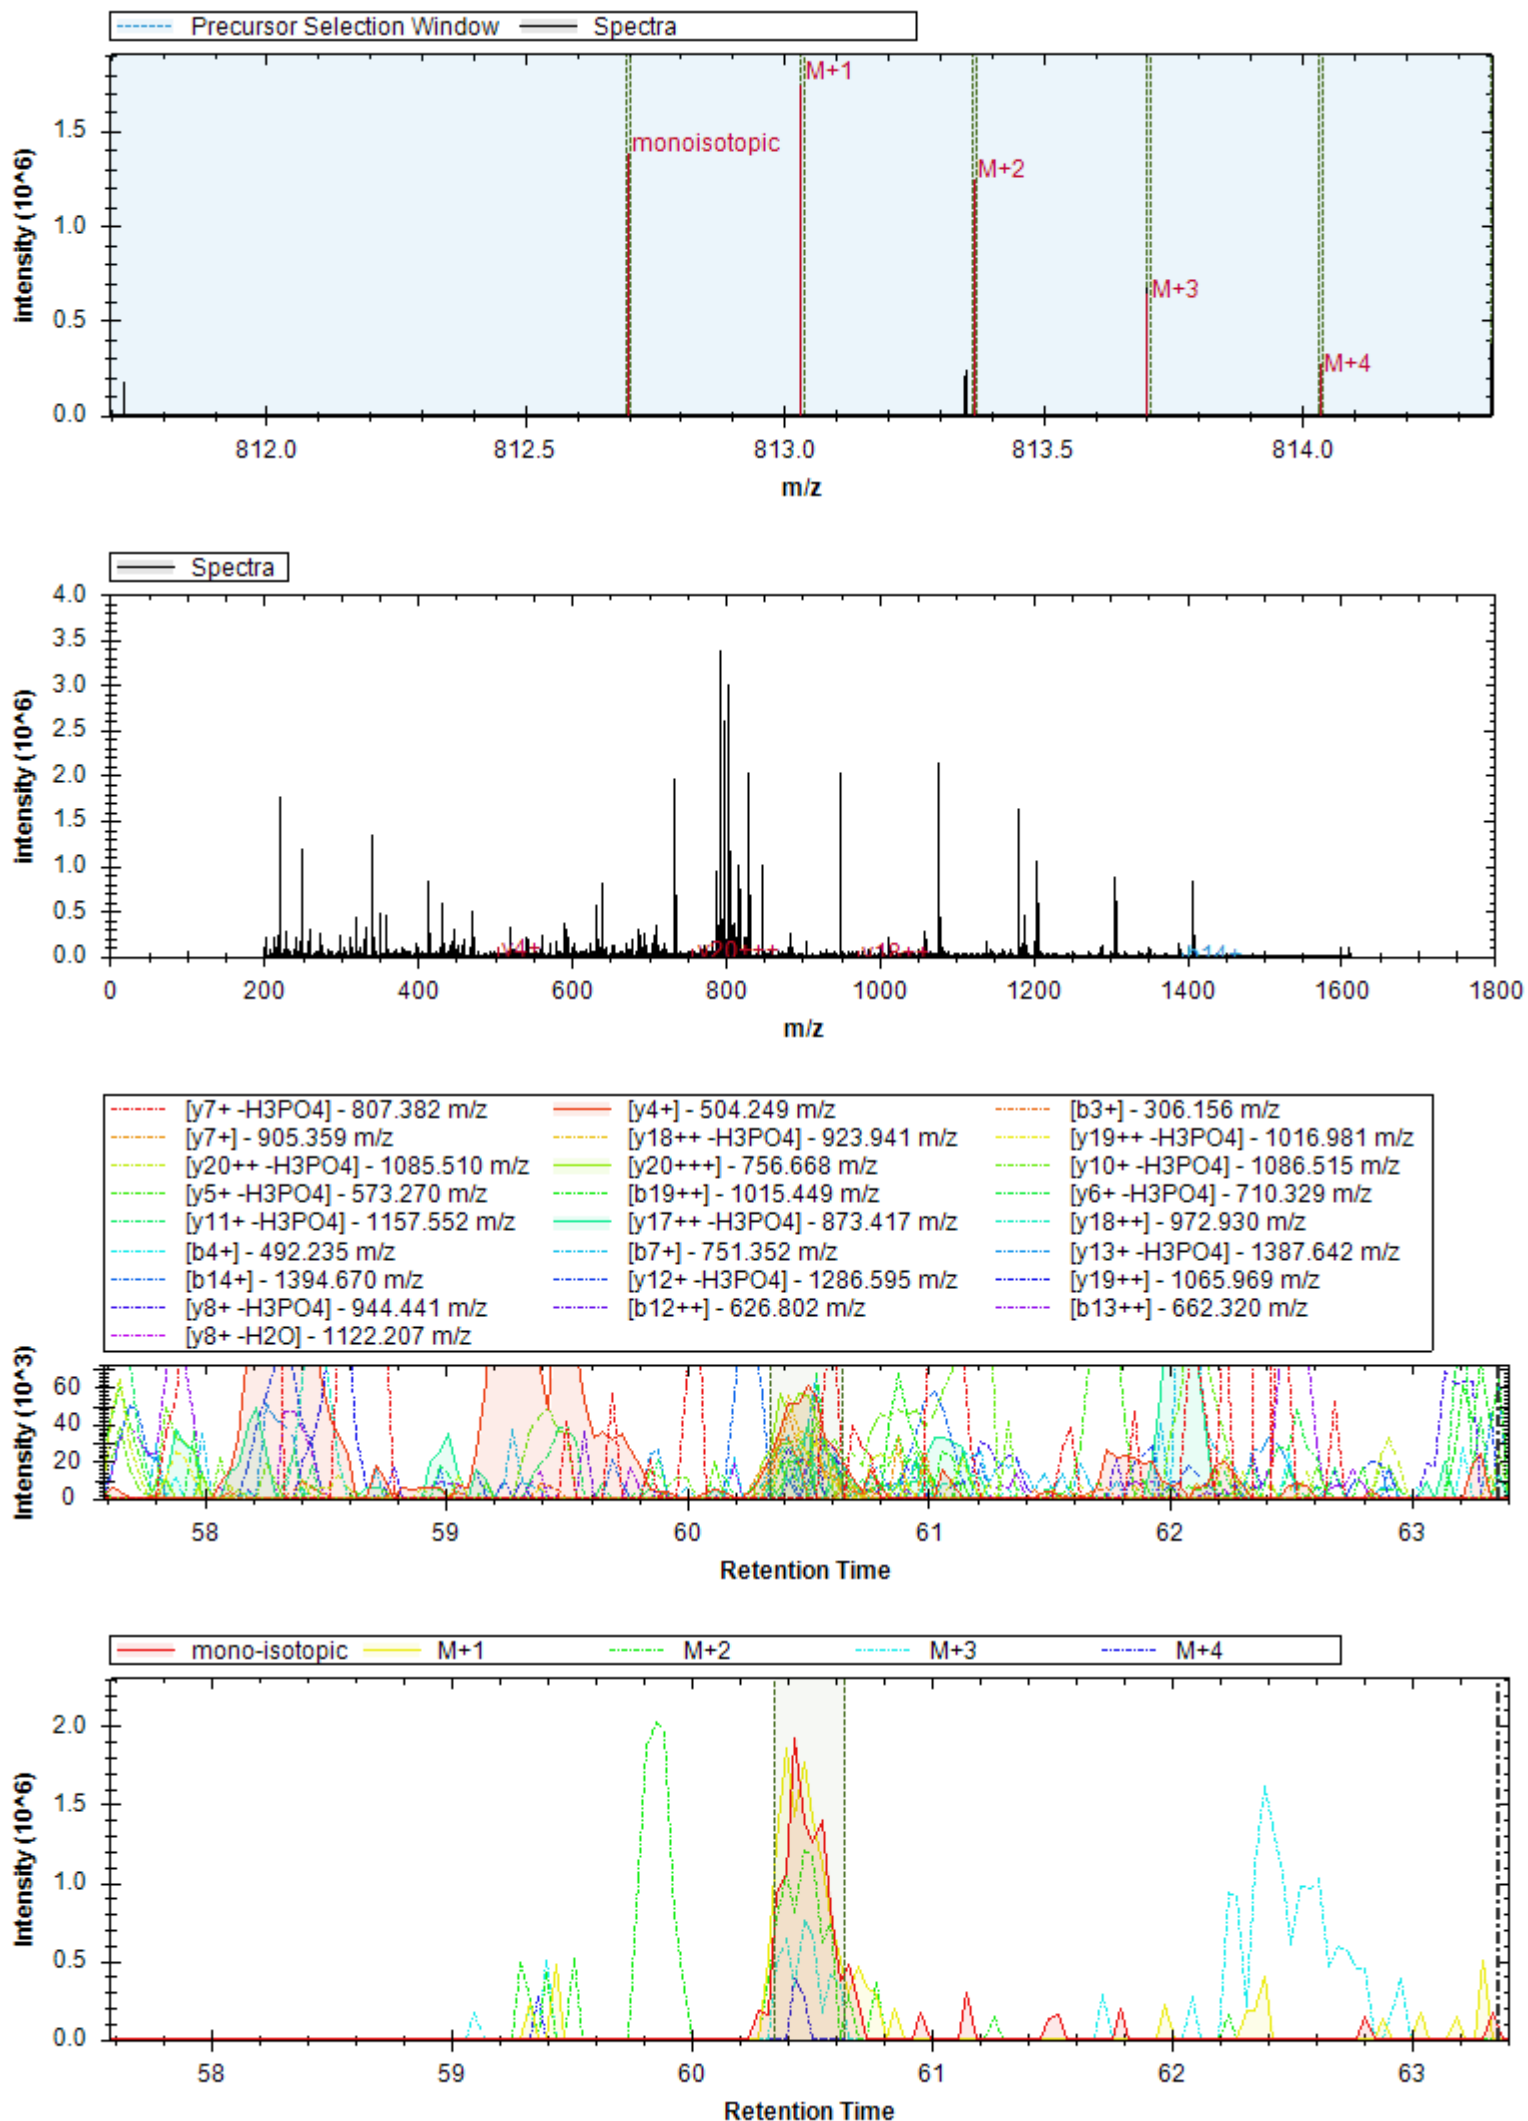 Precursor Selection Window Spectra
intensity (10^6)
1.5
1.0
0.5
0.0
monoisotopic
M+1
M+2
M+3
M+4
812.0 812.5 813.0 813.5 814.0
m/z
Spectra
intensity (10^6)
4.0
3.5
3.0
2.5
2.0
1.5
1.0
0.5
0.0
0 200 400 600 800 1000 1200 1400 1600 1800
m/z
[y7+ -H3PO4] - 807.382 m/z [y4+] - 504.249 m/z [b3+] - 306.156 m/z
[y7+] - 905.359 m/z [y18++ -H3PO4] - 923.941 m/z [y19++ -H3PO4] - 1016.981 m/z
[y20++ -H3PO4] - 1085.510 m/z [y20+++] - 756.668 m/z [y10+ -H3PO4] - 1086.515 m/z
[y5+ -H3PO4] - 573.270 m/z [b19++] - 1015.449 m/z [y6+ -H3PO4] - 710.329 m/z
[y11+ -H3PO4] - 1157.552 m/z [y17++ -H3PO4] - 873.417 m/z [y18++] - 972.930 m/z
[b4+] - 492.235 m/z [b7+] - 751.352 m/z [y13+ -H3PO4] - 1387.642 m/z
[b14+] - 1394.670 m/z [y12+ -H3PO4] - 1286.595 m/z [y19++] - 1065.969 m/z
[y8+ -H3PO4] - 944.441 m/z [b12++] - 626.802 m/z [b13++] - 662.320 m/z
[y8+ -H2O] - 1122.207 m/z
Intensity (10^3)
60
40
20
0
58 59 60 61 62 63
Retention Time
mono-isotopic M+1 M+2 M+3 M+4
Intensity (10^6)
2.0
1.5
1.0
0.5
0.0
58 59 60 61 62 63
Retention Time